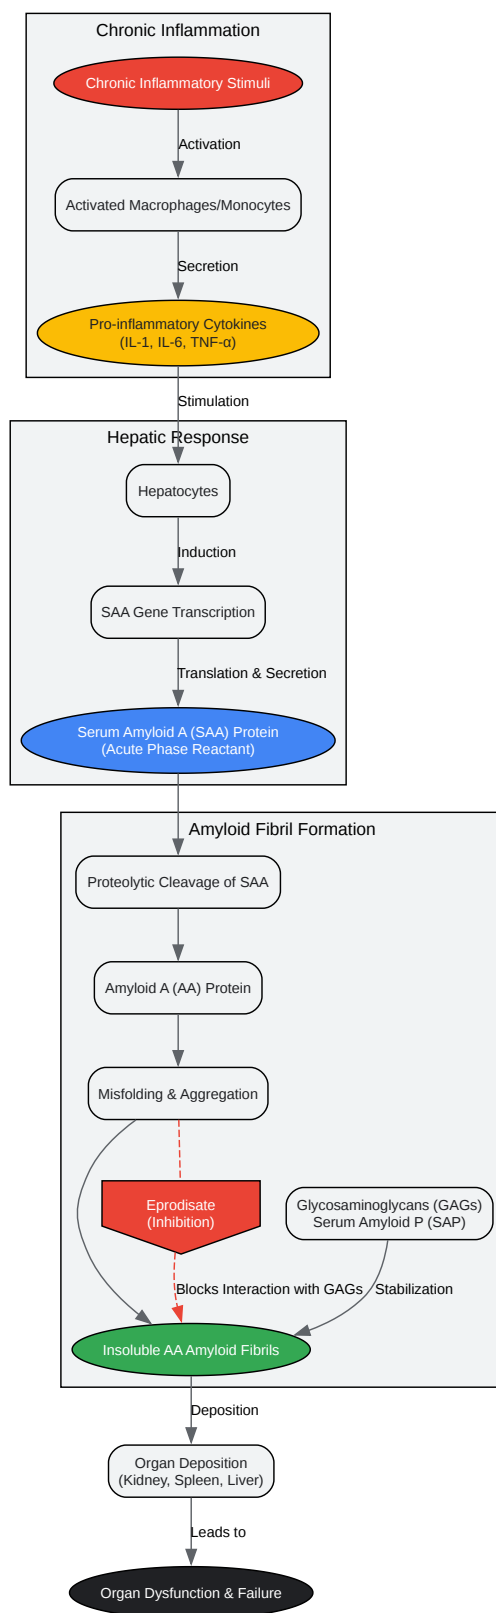 Chronic Inflammation
Chronic Inflammatory Stimuli
Activation
Activated Macrophages/Monocytes
Secretion
Pro-inflammatory Cytokines
(IL-1, IL-6, TNF-α)
Stimulation
Hepatic Response
Hepatocytes
Induction
SAA Gene Transcription
Translation & Secretion
Serum Amyloid A (SAA) Protein
(Acute Phase Reactant)
Amyloid Fibril Formation
Proteolytic Cleavage of SAA
Amyloid A (AA) Protein
Misfolding & Aggregation
Eprodisate
(Inhibition)
Glycosaminoglycans (GAGs)
Serum Amyloid P (SAP)
Blocks Interaction with GAGs
Stabilization
Insoluble AA Amyloid Fibrils
Deposition
Organ Deposition
(Kidney, Spleen, Liver)
Leads to
Organ Dysfunction & Failure